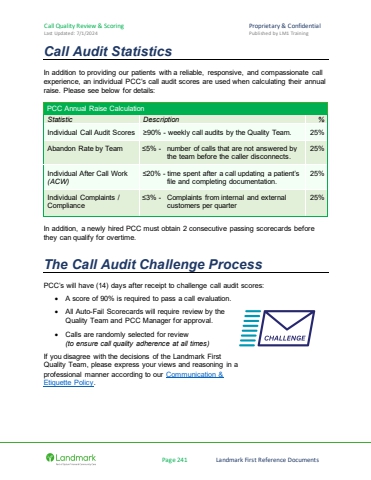 Call Quality Review & Scoring
Proprietary & Confidential
Last Updated: 7/1/2024
Published by LMK Training
Call Audit Statistics
In addition to providing our patients with a reliable, responsive, and compassionate call
experience, an individual PCC's call audit scores are used when calculating their annual
raise. Please see below for details:
PCC Annual Raise Calculation
Statistic Description %
Individual Call Audit Scores ≥90% - weekly call audits by the Quality Team. 25%
Abandon Rate by Team ≤5% - number of calls that are not answered by 25%
the team before the caller disconnects.
Individual After Call Work ≤20% - time spent after a call updating a patient's 25%
(ACW) file and completing documentation.
Individual Complaints / ≤3% - Complaints from internal and external 25%
Compliance customers per quarter
In addition, a newly hired PCC must obtain 2 consecutive passing scorecards before
they can qualify for overtime.
The Call Audit Challenge Process
PCC's will have (14) days after receipt to challenge call audit scores:
• A score of 90% is required to pass a call evaluation.
• All Auto-Fail Scorecards will require review by the
Quality Team and PCC Manager for approval.
• Calls are randomly selected for review
(to ensure call quality adherence at all times)
CHALLENGE
If you disagree with the decisions of the Landmark First
Quality Team, please express your views and reasoning in a
professional manner according to our Communication &
Etiquette Policy.
Landmark
Page 241
Landmark First Reference Documents